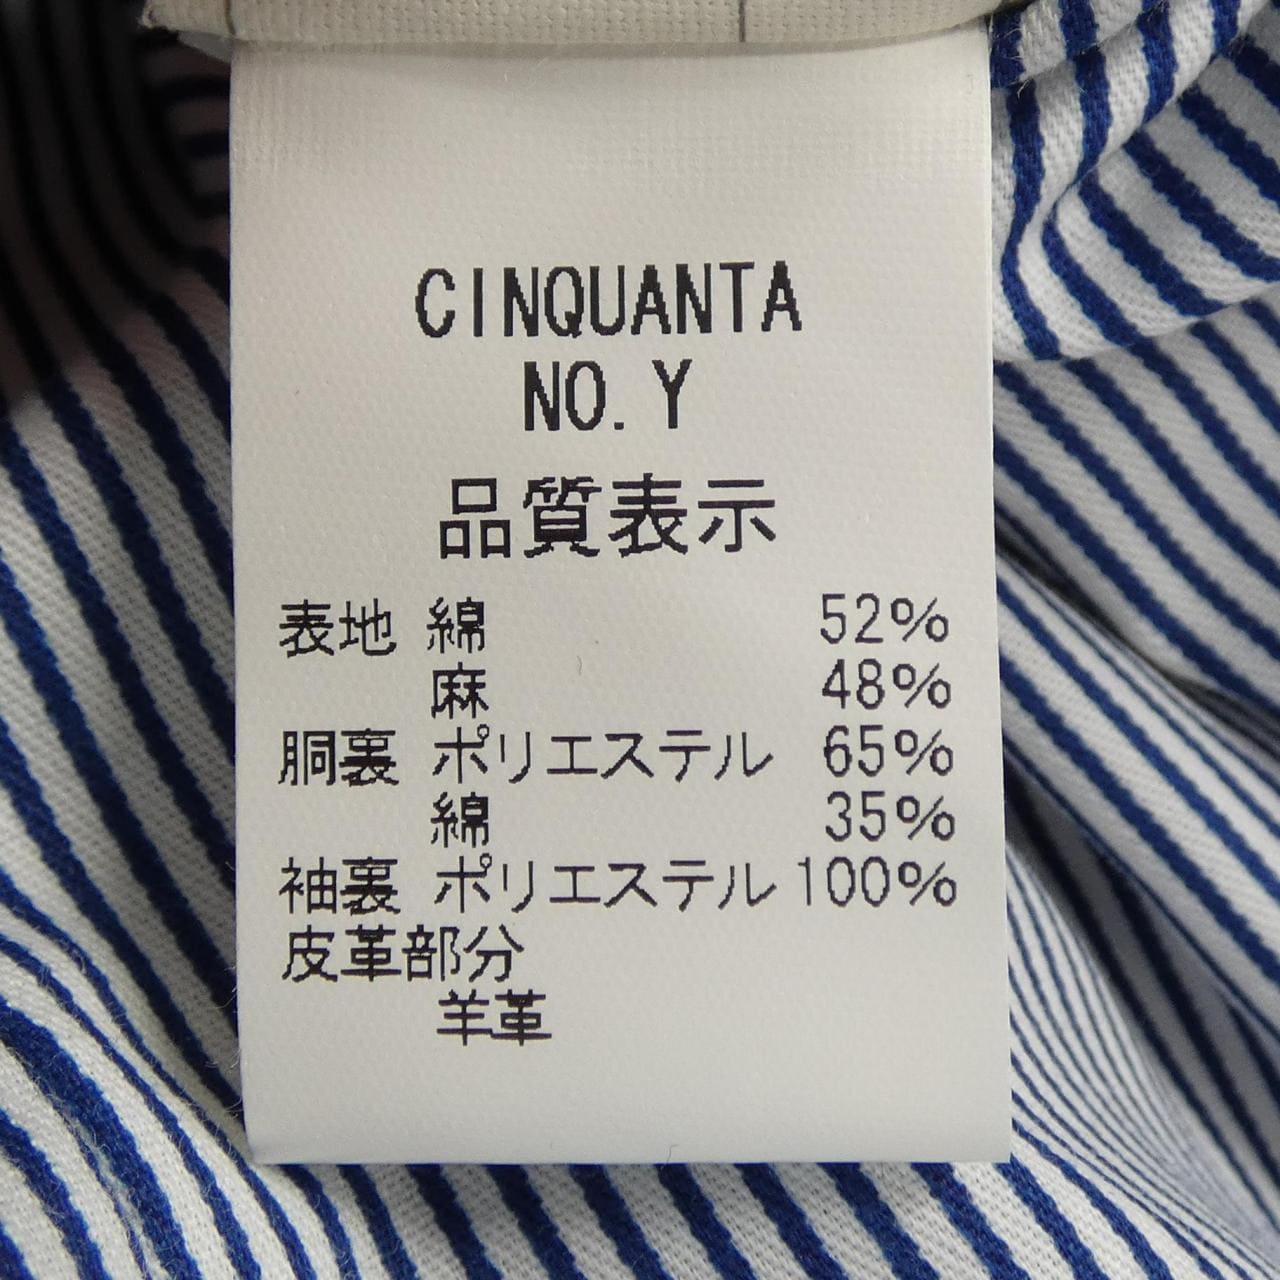 CINQUANTA
NO.Y
品質表示
表地 綿 52%
麻 48%
胴裏 ポリエステル 65%
綿 35%
袖裏 ポリエステル 100%
皮革部分
羊革